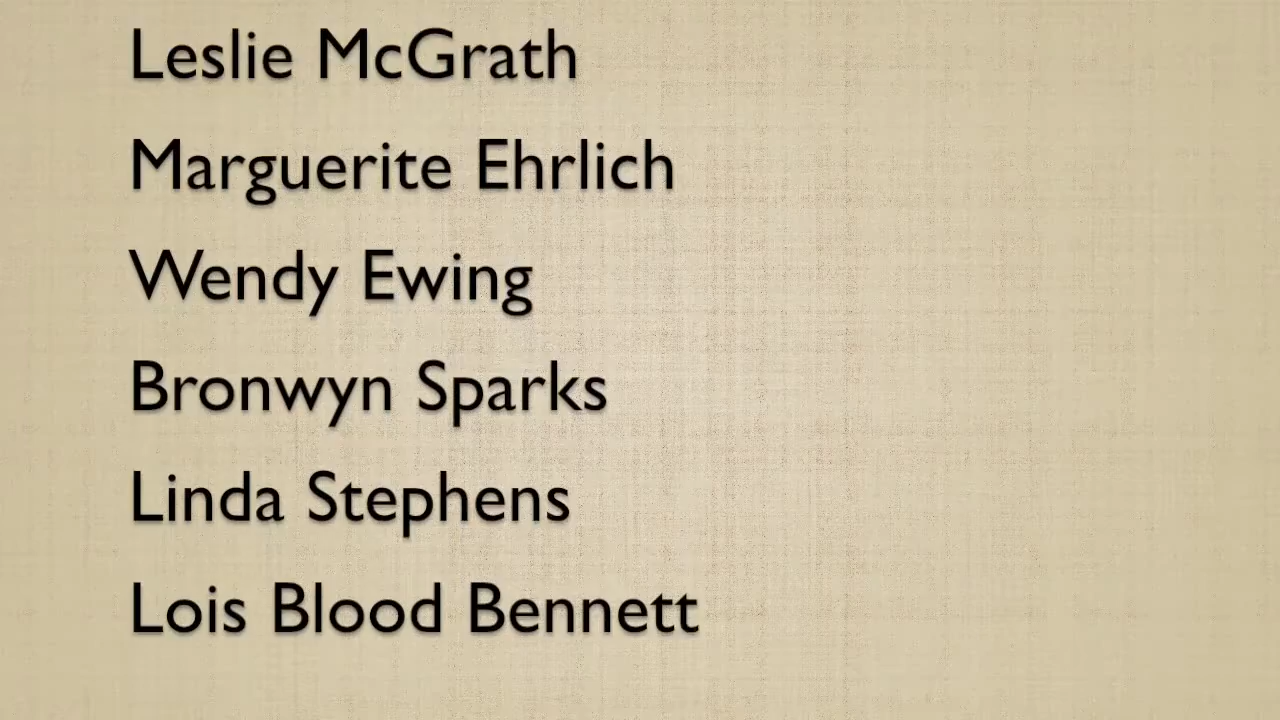 Leslie McGrath
Marguerite Ehrlich
Wendy Ewing
Bronwyn Sparks
Linda Stephens
Lois Blood Bennett